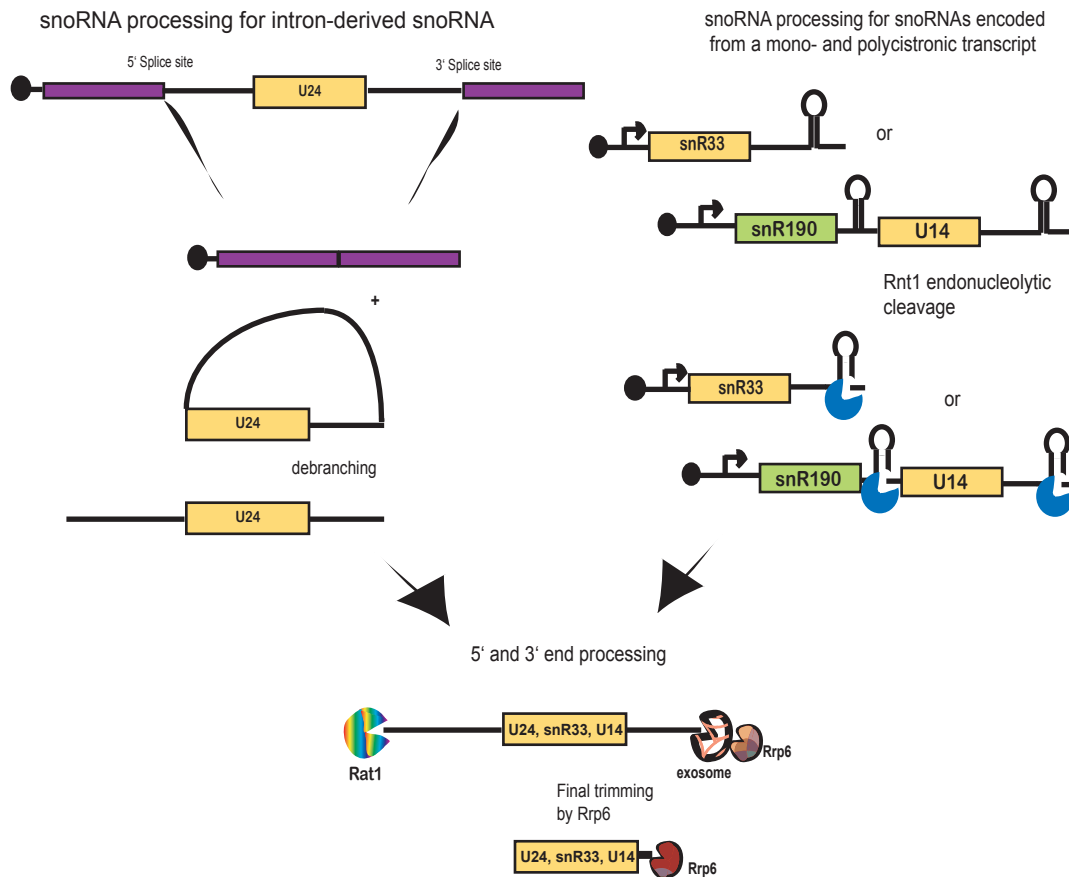 snoRNA processing for intron-derived snoRNA
5‘ Splice site
3‘ Splice site
U24
+
U24
debranching
U24
snoRNA processing for snoRNAs encoded
from a mono- and polycistronic transcript
snR33
or
snR190
U14
Rnt1 endonucleolytic
cleavage
snR33
or
snR190
U14
5‘ and 3‘ end processing
U24, snR33, U14
Rat1
exosome
Rrp6
Final trimming
by Rrp6
U24, snR33, U14
Rrp6